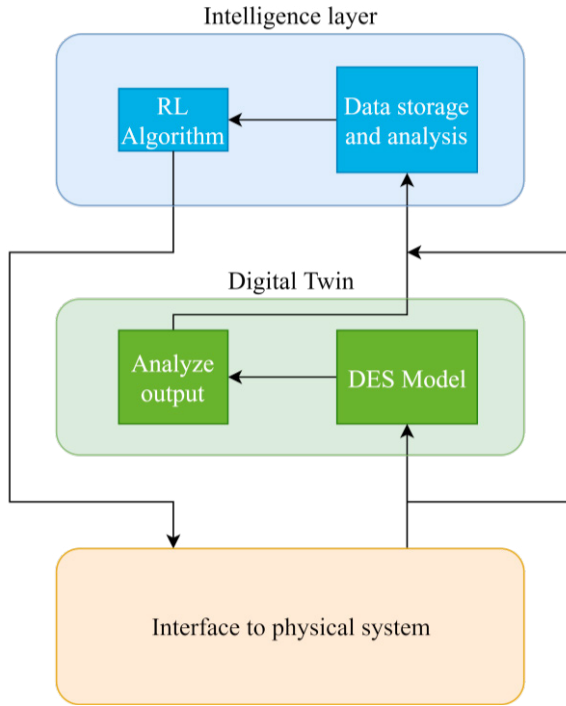 Intelligence layer
RL
Algorithm
Data storage
and analysis
Digital Twin
Analyze
output
DES Model
Interface to physical system